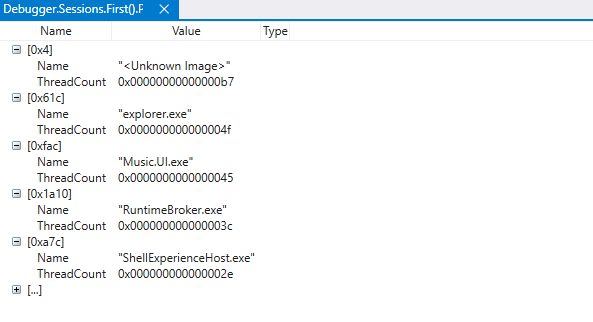 Debugger.Sessions.First().F
Name Value Type
[0x4]
Name "<Unknown Image>"
ThreadCount 0x00000000000000b7
[0x61c]
Name "explorer.exe"
ThreadCount 0x000000000000004f
[0xfac]
Name "Music.UI.exe"
ThreadCount 0x0000000000000045
[0x1a10]
Name "RuntimeBroker.exe"
ThreadCount 0x000000000000003c
[0xa7c]
Name "ShellExperienceHost.exe"
ThreadCount 0x000000000000002e
[...]